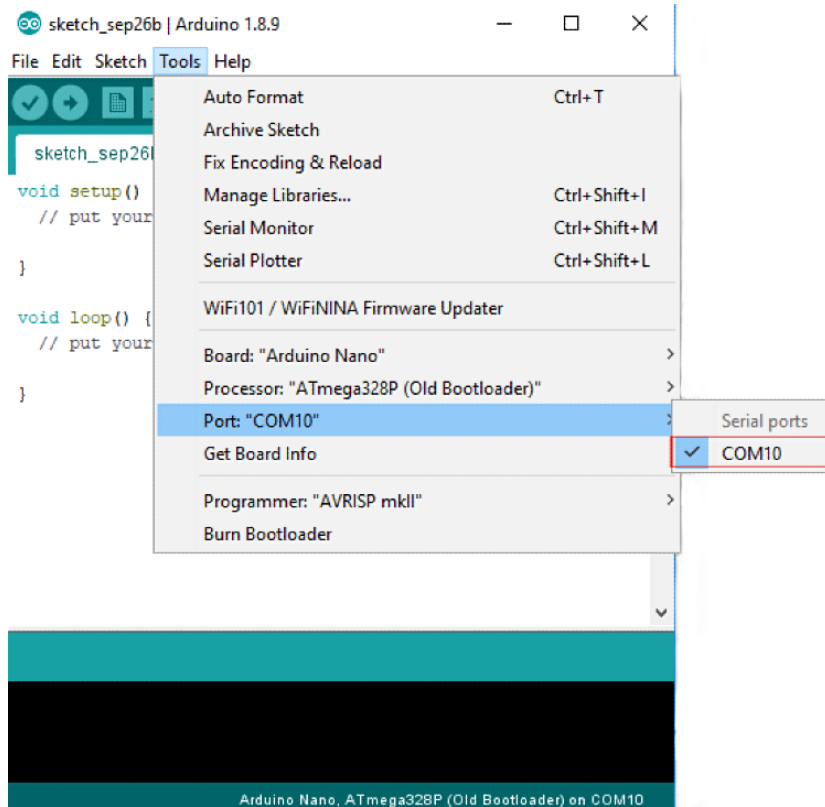 sketch_sep26b | Arduino 1.8.9
File Edit Sketch Tools Help
Auto Format Ctrl+T
Archive Sketch
sketch_sep26
Fix Encoding & Reload
void setup()
Manage Libraries... Ctrl+Shift+I
// put your
Serial Monitor Ctrl+Shift+M
}
Serial Plotter Ctrl+Shift+L
WiFi101 / WiFiNINA Firmware Updater
void loop() {
// put your
Board: "Arduino Nano"
}
Processor: "ATmega328P (Old Bootloader)"
Port: "COM10"
Serial ports
Get Board Info
COM10
Programmer: "AVRISP mkII"
Burn Bootloader
Arduino Nano, ATmega328P (Old Bootloader) on COM10